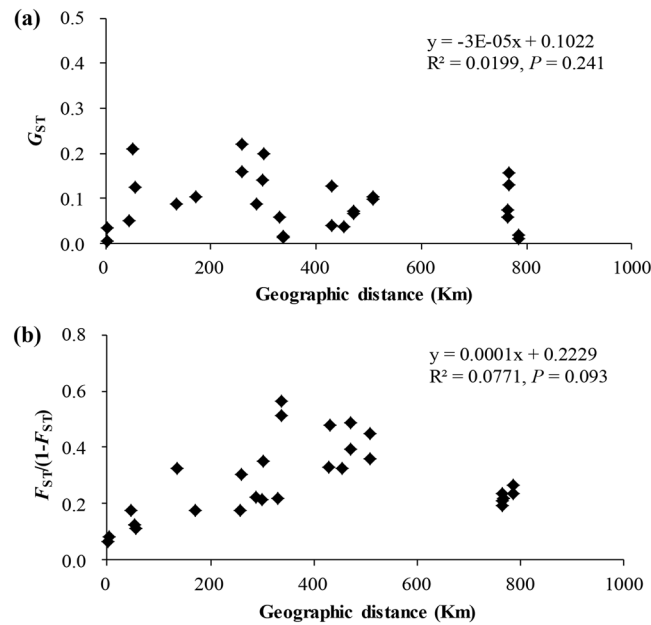 (a)
0.5
0.4
0.3
0.2
0.1
0.0
G_ST
y = -3E-05x + 0.1022
R² = 0.0199, P = 0.241
0 200 400 600 800 1000
Geographic distance (Km)
(b)
0.8
0.6
0.4
0.2
0.0
F_ST/(1-F_ST)
y = 0.0001x + 0.2229
R² = 0.0771, P = 0.093
0 200 400 600 800 1000
Geographic distance (Km)